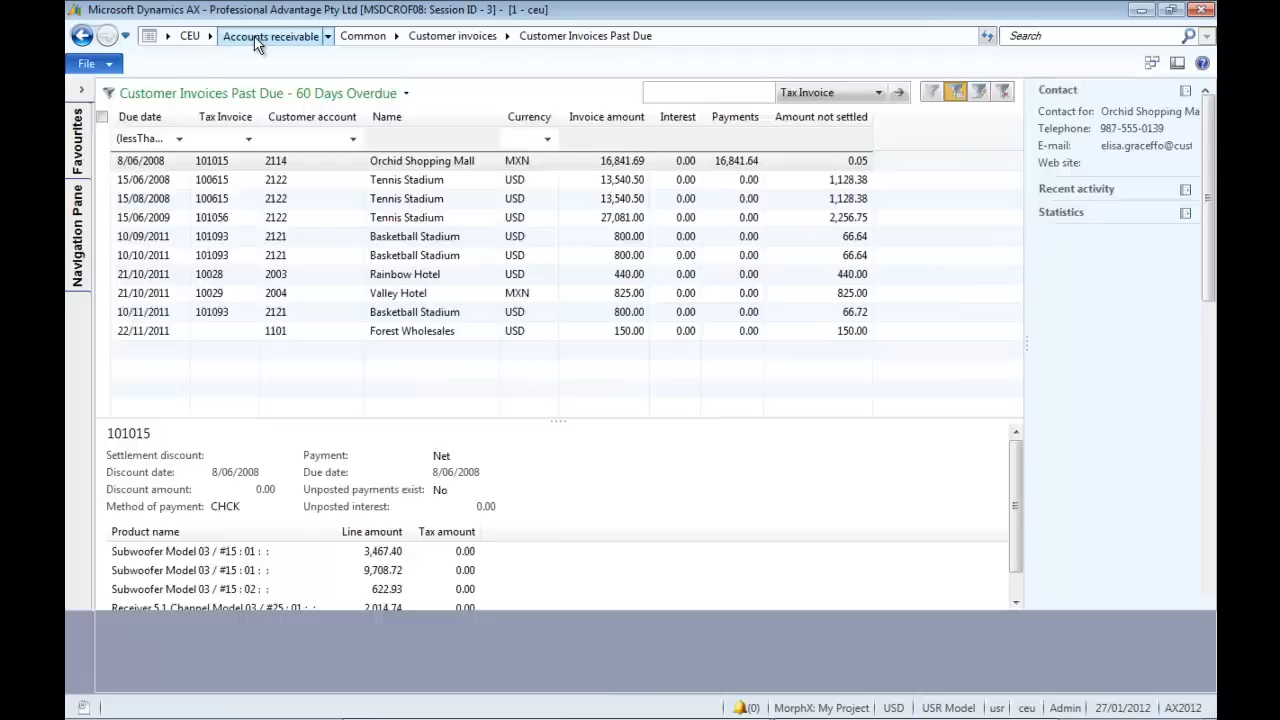 Microsoft Dynamics AX - Professional Advantage Pty Ltd [MSDCROF08: Session ID - 3] - [1 - ceu]
CEU Accounts receivable Common Customer invoices Customer Invoices Past Due Search
File
Customer Invoices Past Due - 60 Days Overdue Tax Invoice
Due date Tax Invoice Customer account Name Currency Invoice amount Interest Payments Amount not settled
(lessTha...
8/06/2008 101015 2114 Orchid Shopping Mall MXN 16,841.69 0.00 16,841.64 0.05
15/06/2008 100615 2122 Tennis Stadium USD 13,540.50 0.00 0.00 1,128.38
15/08/2008 100615 2122 Tennis Stadium USD 13,540.50 0.00 0.00 1,128.38
15/06/2009 101056 2122 Tennis Stadium USD 27,081.00 0.00 0.00 2,256.75
10/09/2011 101093 2121 Basketball Stadium USD 800.00 0.00 0.00 66.64
10/10/2011 101093 2121 Basketball Stadium USD 800.00 0.00 0.00 66.64
21/10/2011 10028 2003 Rainbow Hotel USD 440.00 0.00 0.00 440.00
21/10/2011 10029 2004 Valley Hotel MXN 825.00 0.00 0.00 825.00
10/11/2011 101093 2121 Basketball Stadium USD 800.00 0.00 0.00 66.72
22/11/2011 1101 Forest Wholesales USD 150.00 0.00 0.00 150.00
Favourites
Navigation Pane
Contact
Contact for: Orchid Shopping Ma
Telephone: 987-555-0139
E-mail: elisa.graceffo@cust
Web site:
Recent activity
Statistics
101015
Settlement discount: Payment: Net
Discount date: 8/06/2008 Due date: 8/06/2008
Discount amount: 0.00 Unposted payments exist: No
Method of payment: CHCK Unposted interest: 0.00
Product name Line amount Tax amount
Subwoofer Model 03 / #15 : 01 : : 3,467.40 0.00
Subwoofer Model 03 / #15 : 01 : : 9,708.72 0.00
Subwoofer Model 03 / #15 : 02 : : 622.93 0.00
Receiver 5.1 Channel Model 03 / #25 : 01 : : 2,014.74 0.00
(0) MorphX: My Project USD USR Model usr ceu Admin 27/01/2012 AX2012